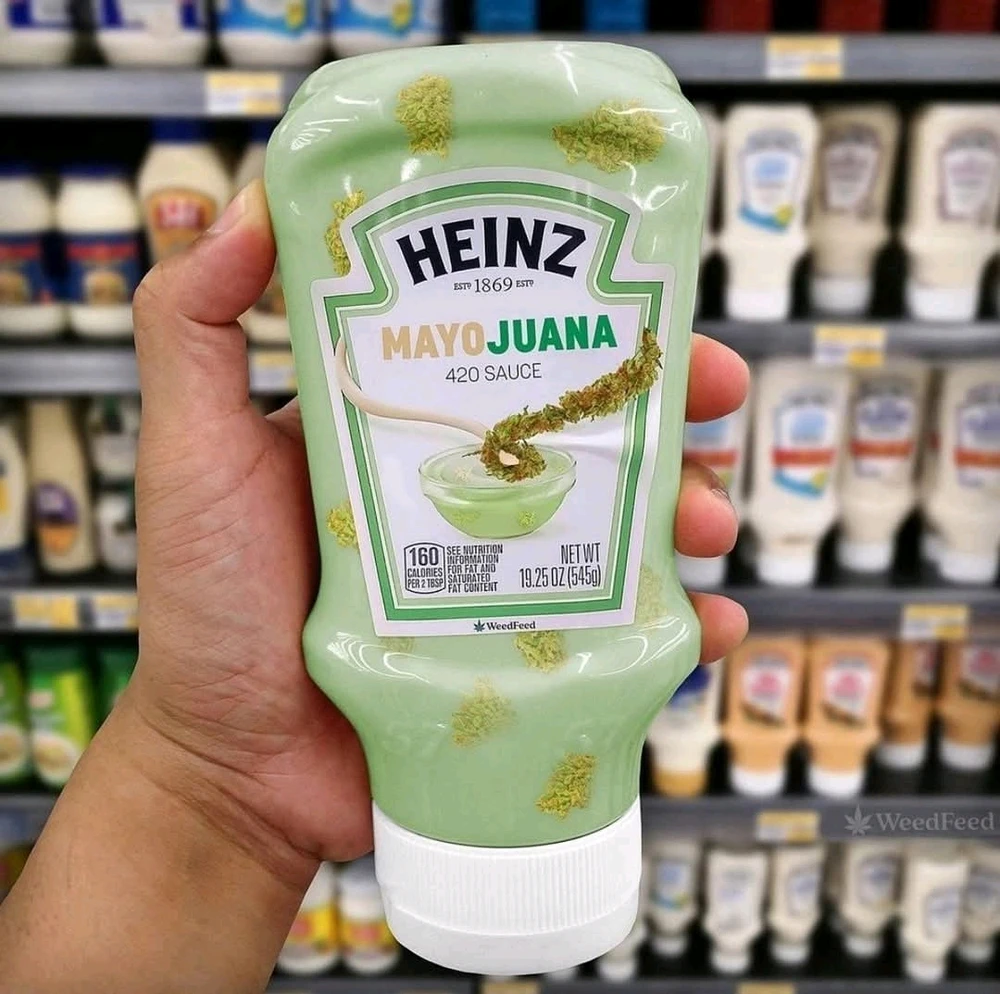 HEINZ
ESTD 1869 ESTD
MAYOJUANA
420 SAUCE
160
CALORIES
PER 2 TBSP
SEE NUTRITION
INFORMATION
FOR FAT AND
SATURATED
FAT CONTENT
NET WT
19.25 OZ (545g)
WeedFeed
WeedFeed